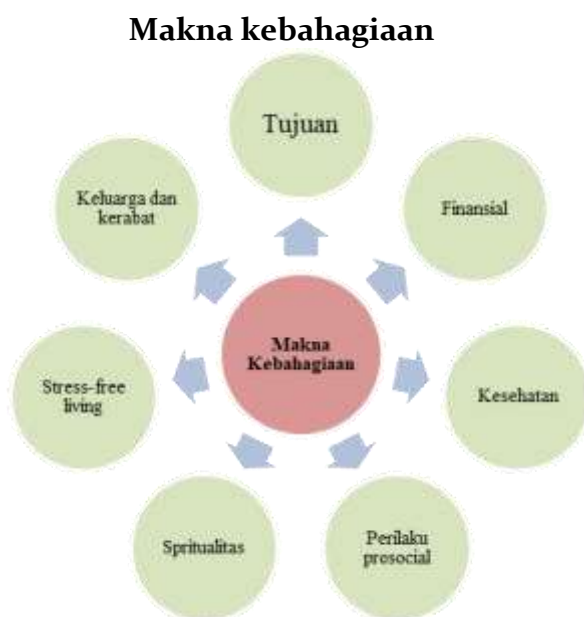 Makna kebahagiaan
Tujuan
Finansial
Kesehatan
Perilaku
prosocial
Spritualitas
Stress-free
living
Keluarga dan
kerabat
Makna
Kebahagiaan